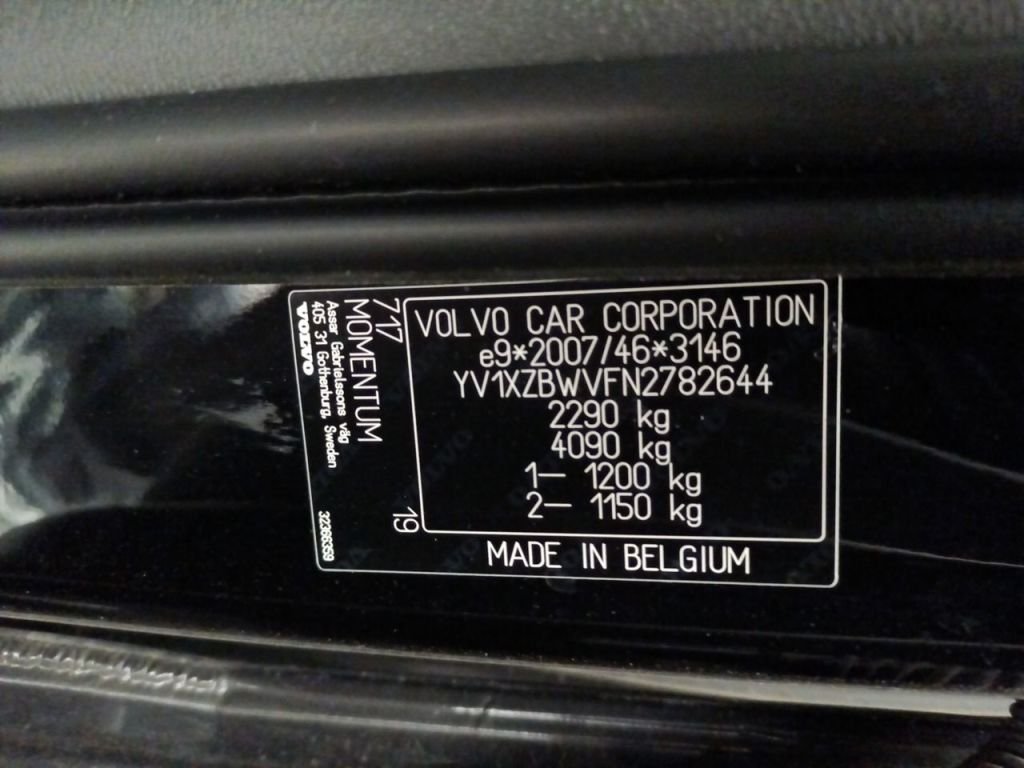 VOLVO CAR CORPORATION
e9*2007/46*3146
YV1XZBWVFN2782644
2290 kg
4090 kg
1– 1200 kg
2– 1150 kg
MADE IN BELGIUM
717
19
MOMENTUM
Assar Gabrielssons väg
405 31 Gothenburg, Sweden
32366359
VOLVO